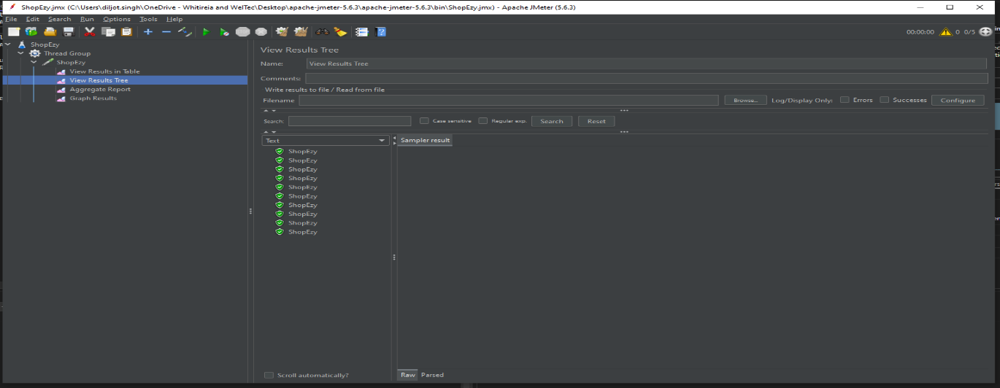 ShopEzy.jmx (C:\Users\diljot.singh\OneDrive - Whitireia and WelTec\Desktop\apache-jmeter-5.6.3\apache-jmeter-5.6.3\bin\ShopEzy.jmx) - Apache JMeter (5.6.3)
File Edit Search Run Options Tools Help
00:00:00 0 0/5
ShopEzy
Thread Group
ShopEzy
View Results in Table
View Results Tree
Aggregate Report
Graph Results
View Results Tree
Name: View Results Tree
Comments:
Write results to file / Read from file
Filename Browse... Log/Display Only: Errors Successes Configure
Search: Case sensitive Regular exp. Search Reset
Text
Sampler result
ShopEzy
ShopEzy
ShopEzy
ShopEzy
ShopEzy
ShopEzy
ShopEzy
ShopEzy
ShopEzy
ShopEzy
Scroll automatically?
Raw Parsed